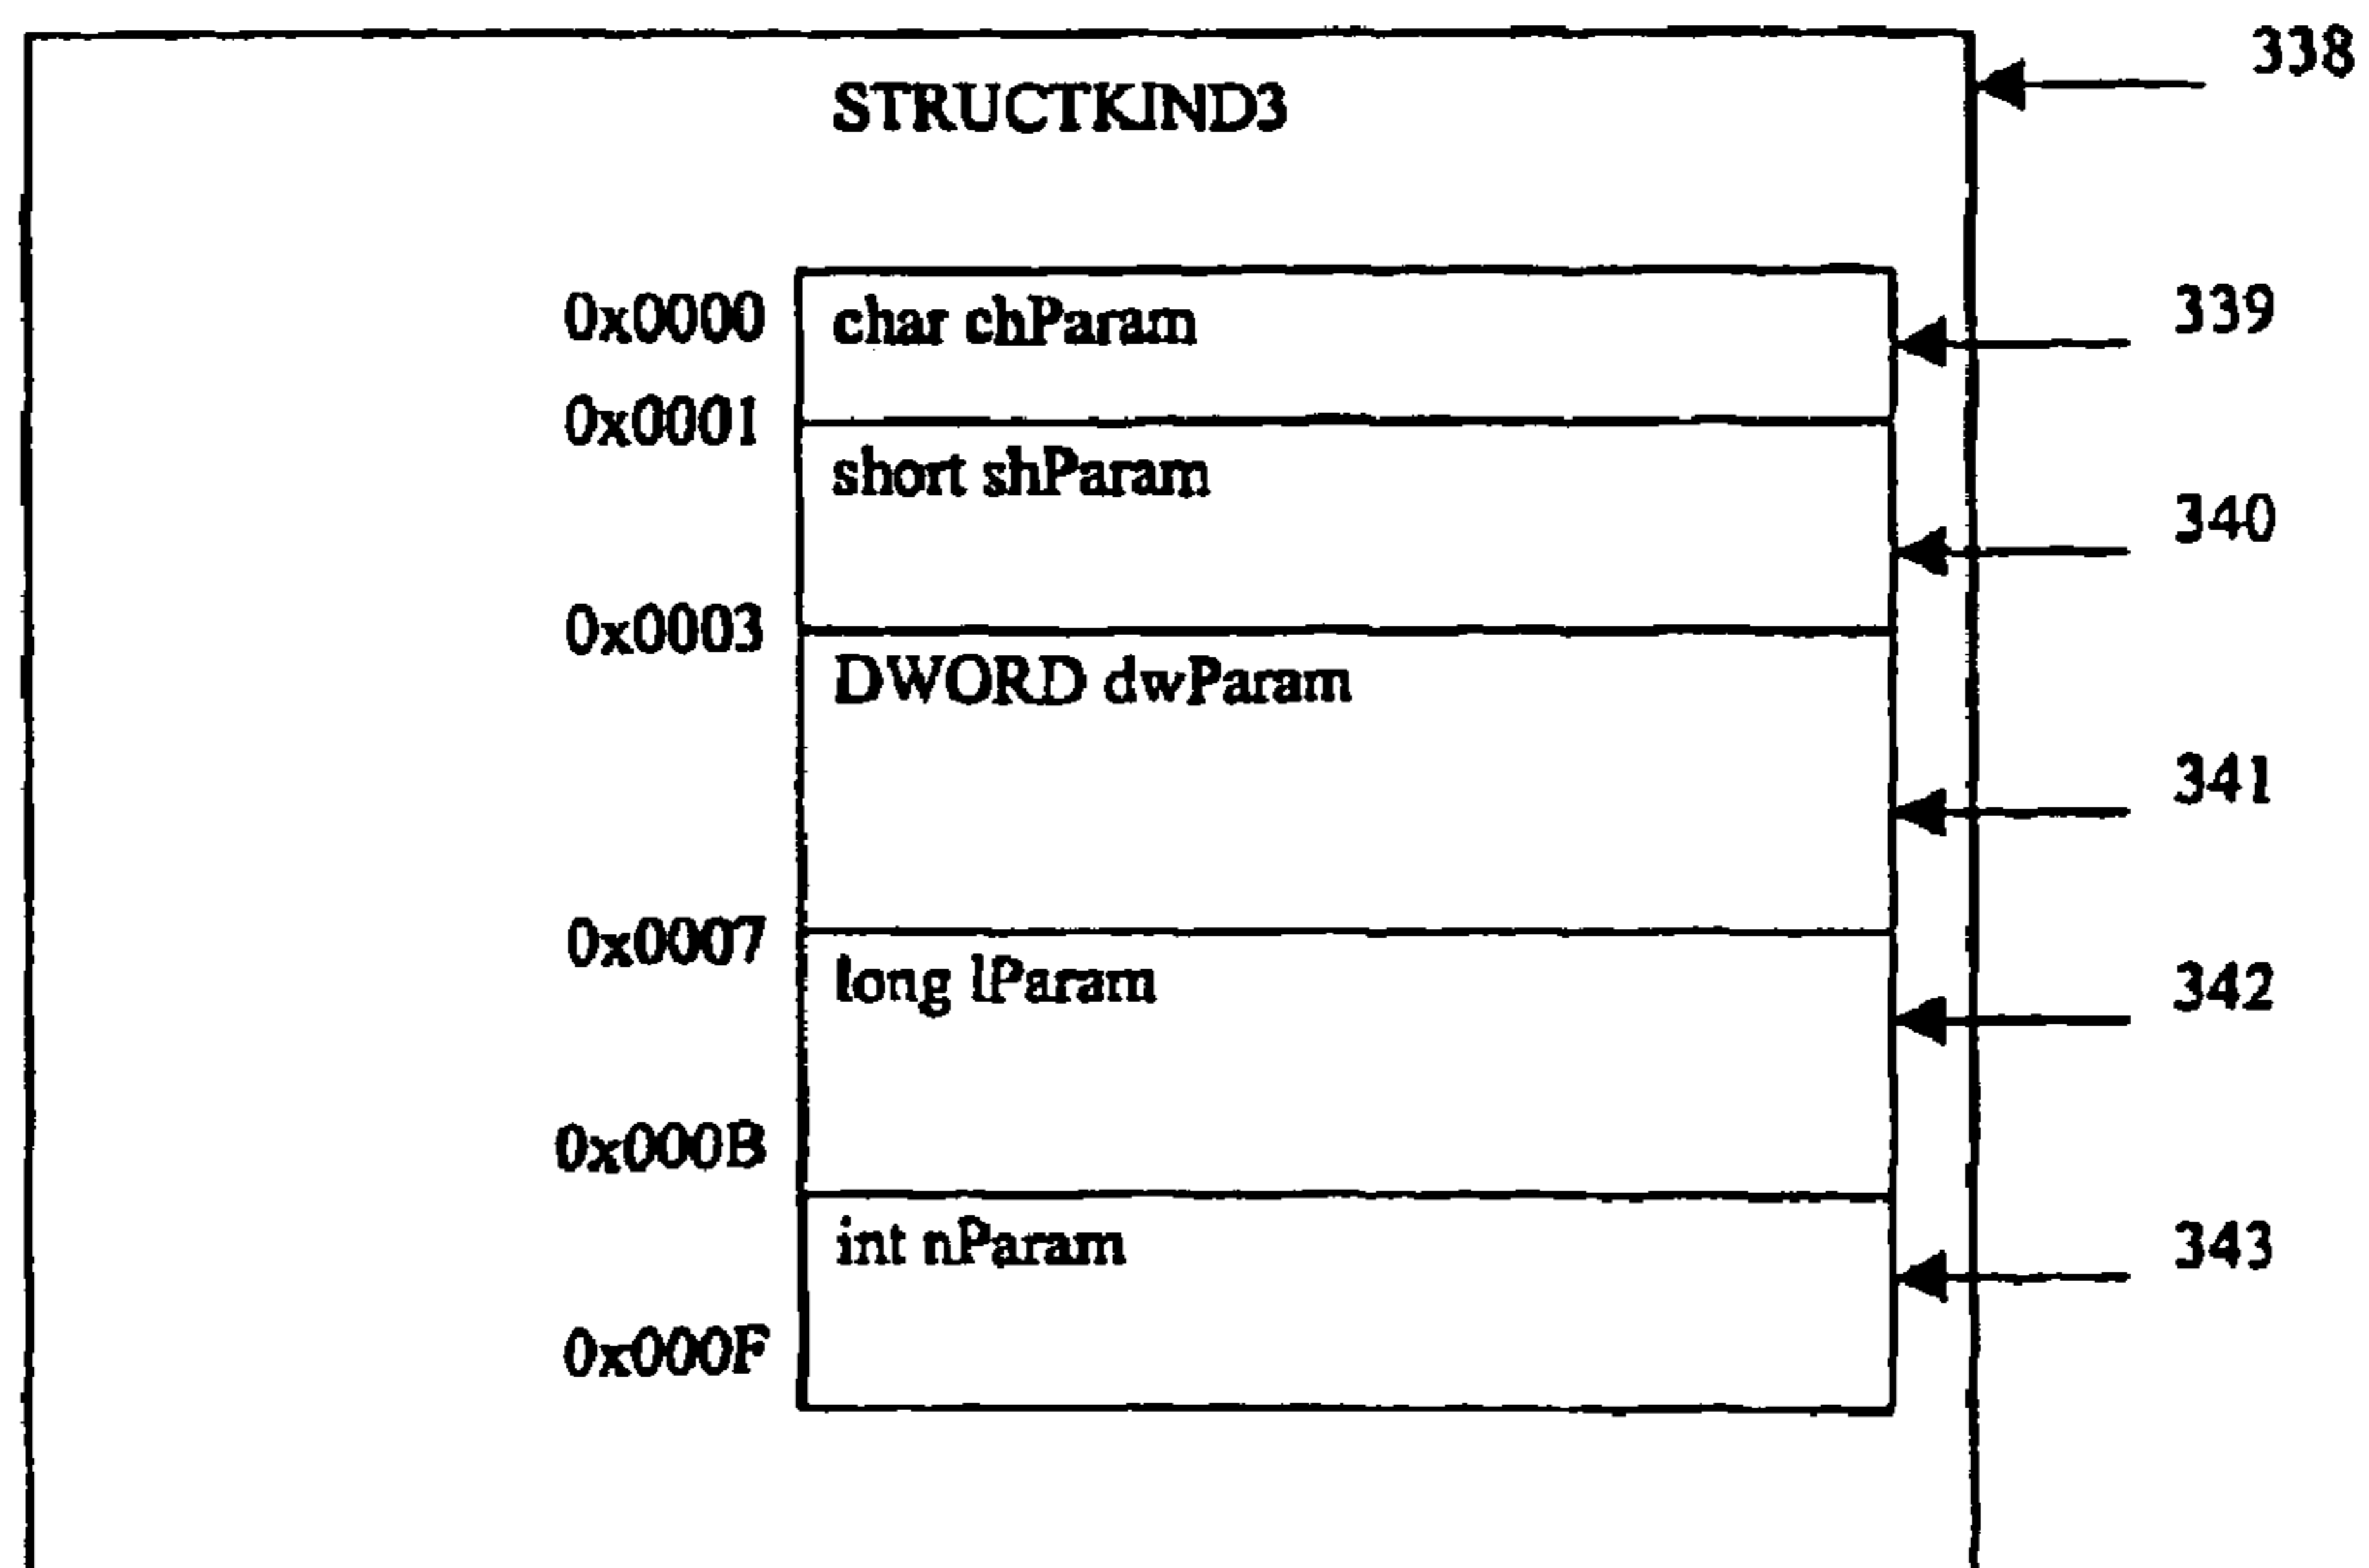 338
STRUCTKIND3
0x0000 char chParam 339
0x0001
short shParam
340
0x0003
DWORD dwParam
341
0x0007
long lParam 342
0x000B
int nParam 343
0x000F